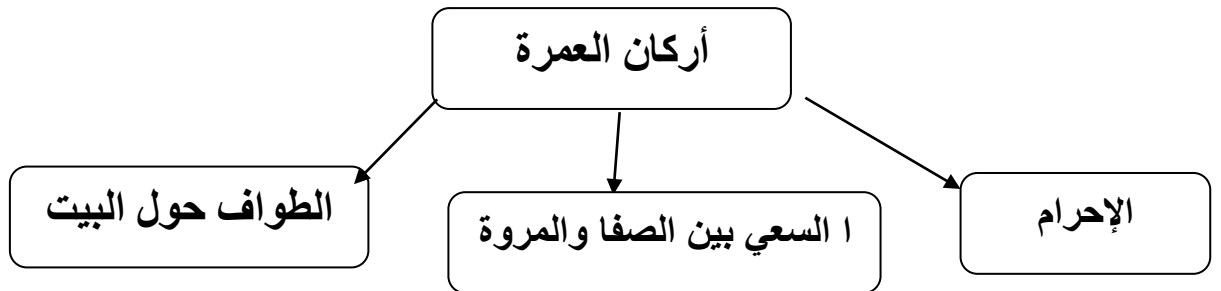 أركان العمرة
الإحرام
ا السعي بين الصفا والمروة
الطواف حول البيت